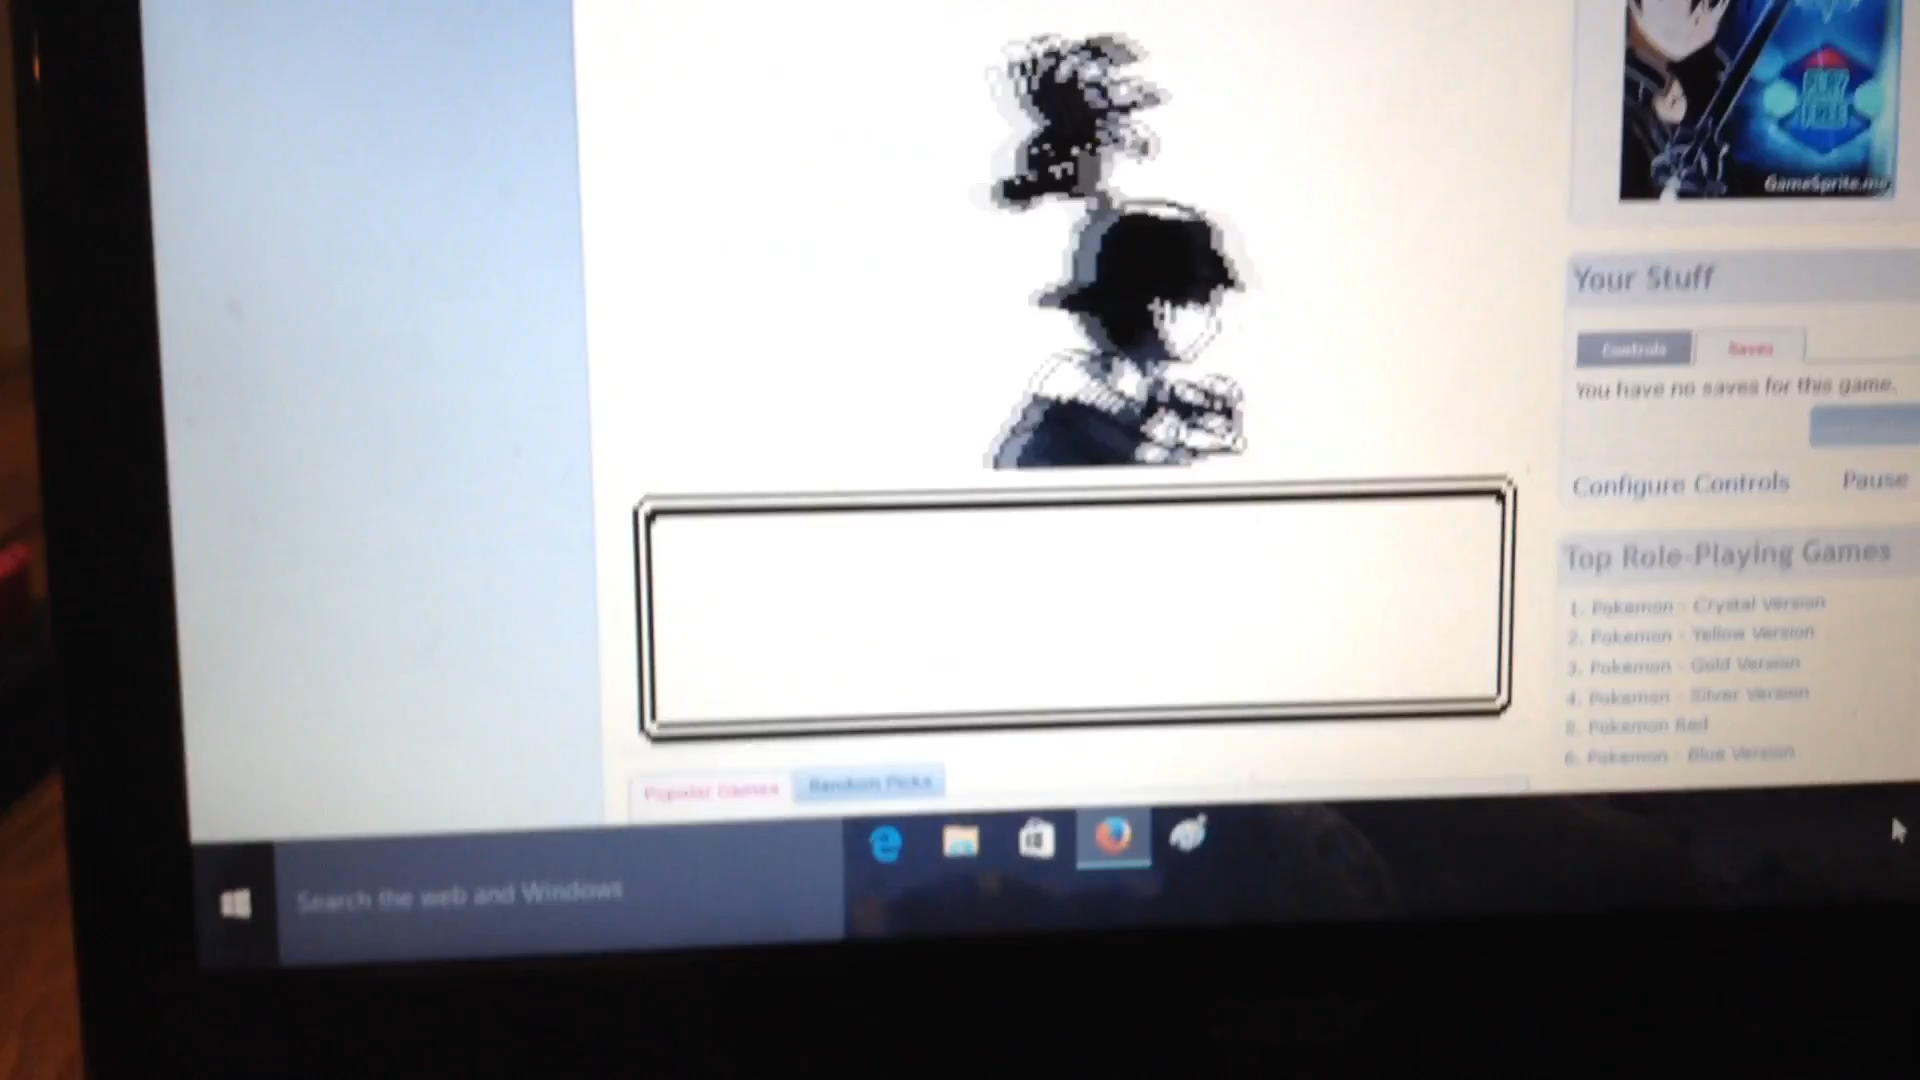 PLAY
FREE
GameSprite.me
Your Stuff
Controls Saves
You have no saves for this game.
Configure Controls Pause
Top Role-Playing Games
1. Pokemon - Crystal Version
2. Pokemon - Yellow Version
3. Pokemon - Gold Version
4. Pokemon - Silver Version
5. Pokemon Red
6. Pokemon - Blue Version
Popular Games Random Picks
Search the web and Windows